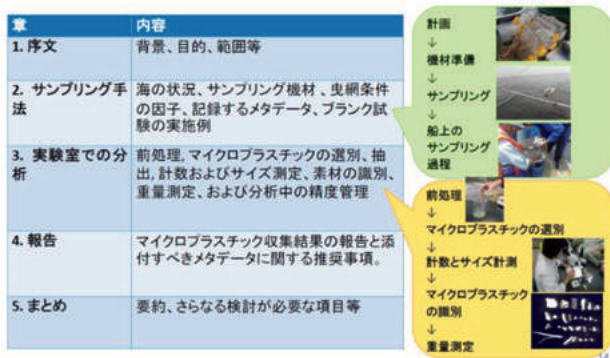 章 内容
1. 序文 背景、目的、範囲等
2. サンプリング手法 海の状況、サンプリング機材、曳網条件の因子、記録するメタデータ、ブランク試験の実施例
3. 実験室での分析 前処理, マイクロプラスチックの選別、抽出、計数およびサイズ測定、素材の識別、重量測定、および分析中の精度管理
4. 報告 マイクロプラスチック収集結果の報告と添付すべきメタデータに関する推奨事項。
5. まとめ 要約、さらなる検討が必要な項目等
計画
↓
機材準備
↓
サンプリング
↓
船上の
サンプリング
過程
前処理
↓
マイクロプラスチックの選別
↓
計数とサイズ計測
↓
マイクロプラスチック
の識別
↓
重量測定